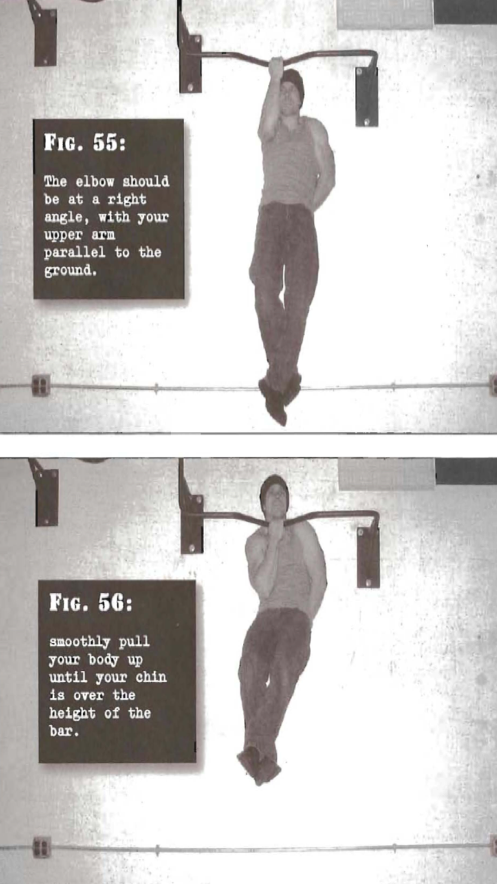 FIG. 55:
The elbow should
be at a right
angle, with your
upper arm
parallel to the
ground.
FIG. 56:
smoothly pull
your body up
until your chin
is over the
height of the
bar.